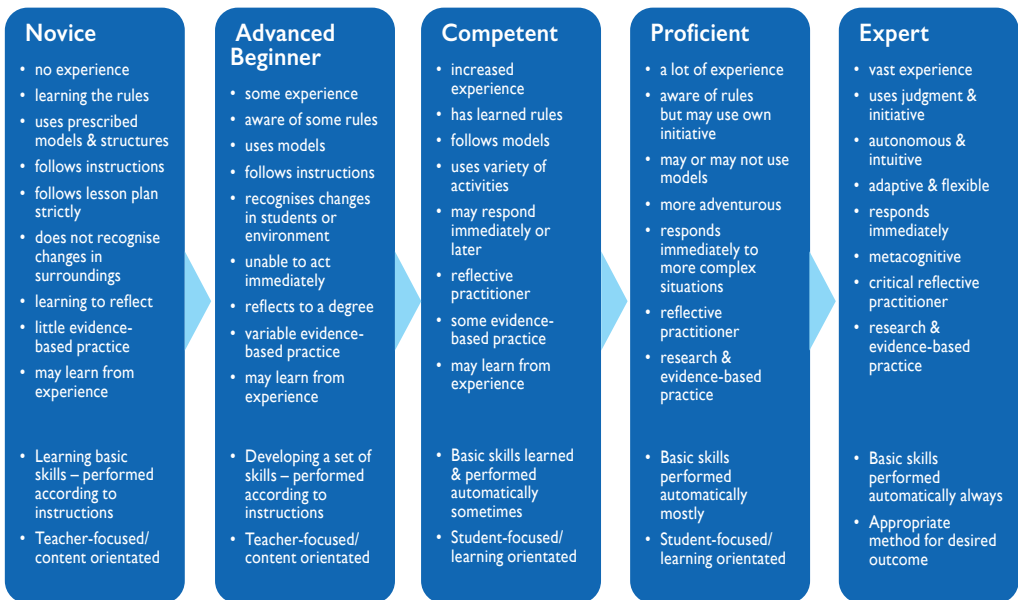 Novice
• no experience
• learning the rules
• uses prescribed
models & structures
• follows instructions
• follows lesson plan
strictly
• does not recognise
changes in
surroundings
• learning to reflect
• little evidence-
based practice
• may learn from
experience
• Learning basic
skills – performed
according to
instructions
• Teacher-focused/
content orientated
Advanced
Beginner
• some experience
• aware of some rules
• uses models
• follows instructions
• recognises changes
in students or
environment
• unable to act
immediately
• reflects to a degree
• variable evidence-
based practice
• may learn from
experience
• Developing a set of
skills – performed
according to
instructions
• Teacher-focused/
content orientated
Competent
• increased
experience
• has learned rules
• follows models
• uses variety of
activities
• may respond
immediately or
later
• reflective
practitioner
• some evidence-
based practice
• may learn from
experience
• Basic skills learned
& performed
automatically
sometimes
• Student-focused/
learning orientated
Proficient
• a lot of experience
• aware of rules
but may use own
initiative
• may or may not use
models
• more adventurous
• responds
immediately to
more complex
situations
• reflective
practitioner
• research &
evidence-based
practice
• Basic skills
performed
automatically
mostly
• Student-focused/
learning orientated
Expert
• vast experience
• uses judgment &
initiative
• autonomous &
intuitive
• adaptive & flexible
• responds
immediately
• metacognitive
• critical reflective
practitioner
• research &
evidence-based
practice
• Basic skills
performed
automatically always
• Appropriate
method for desired
outcome